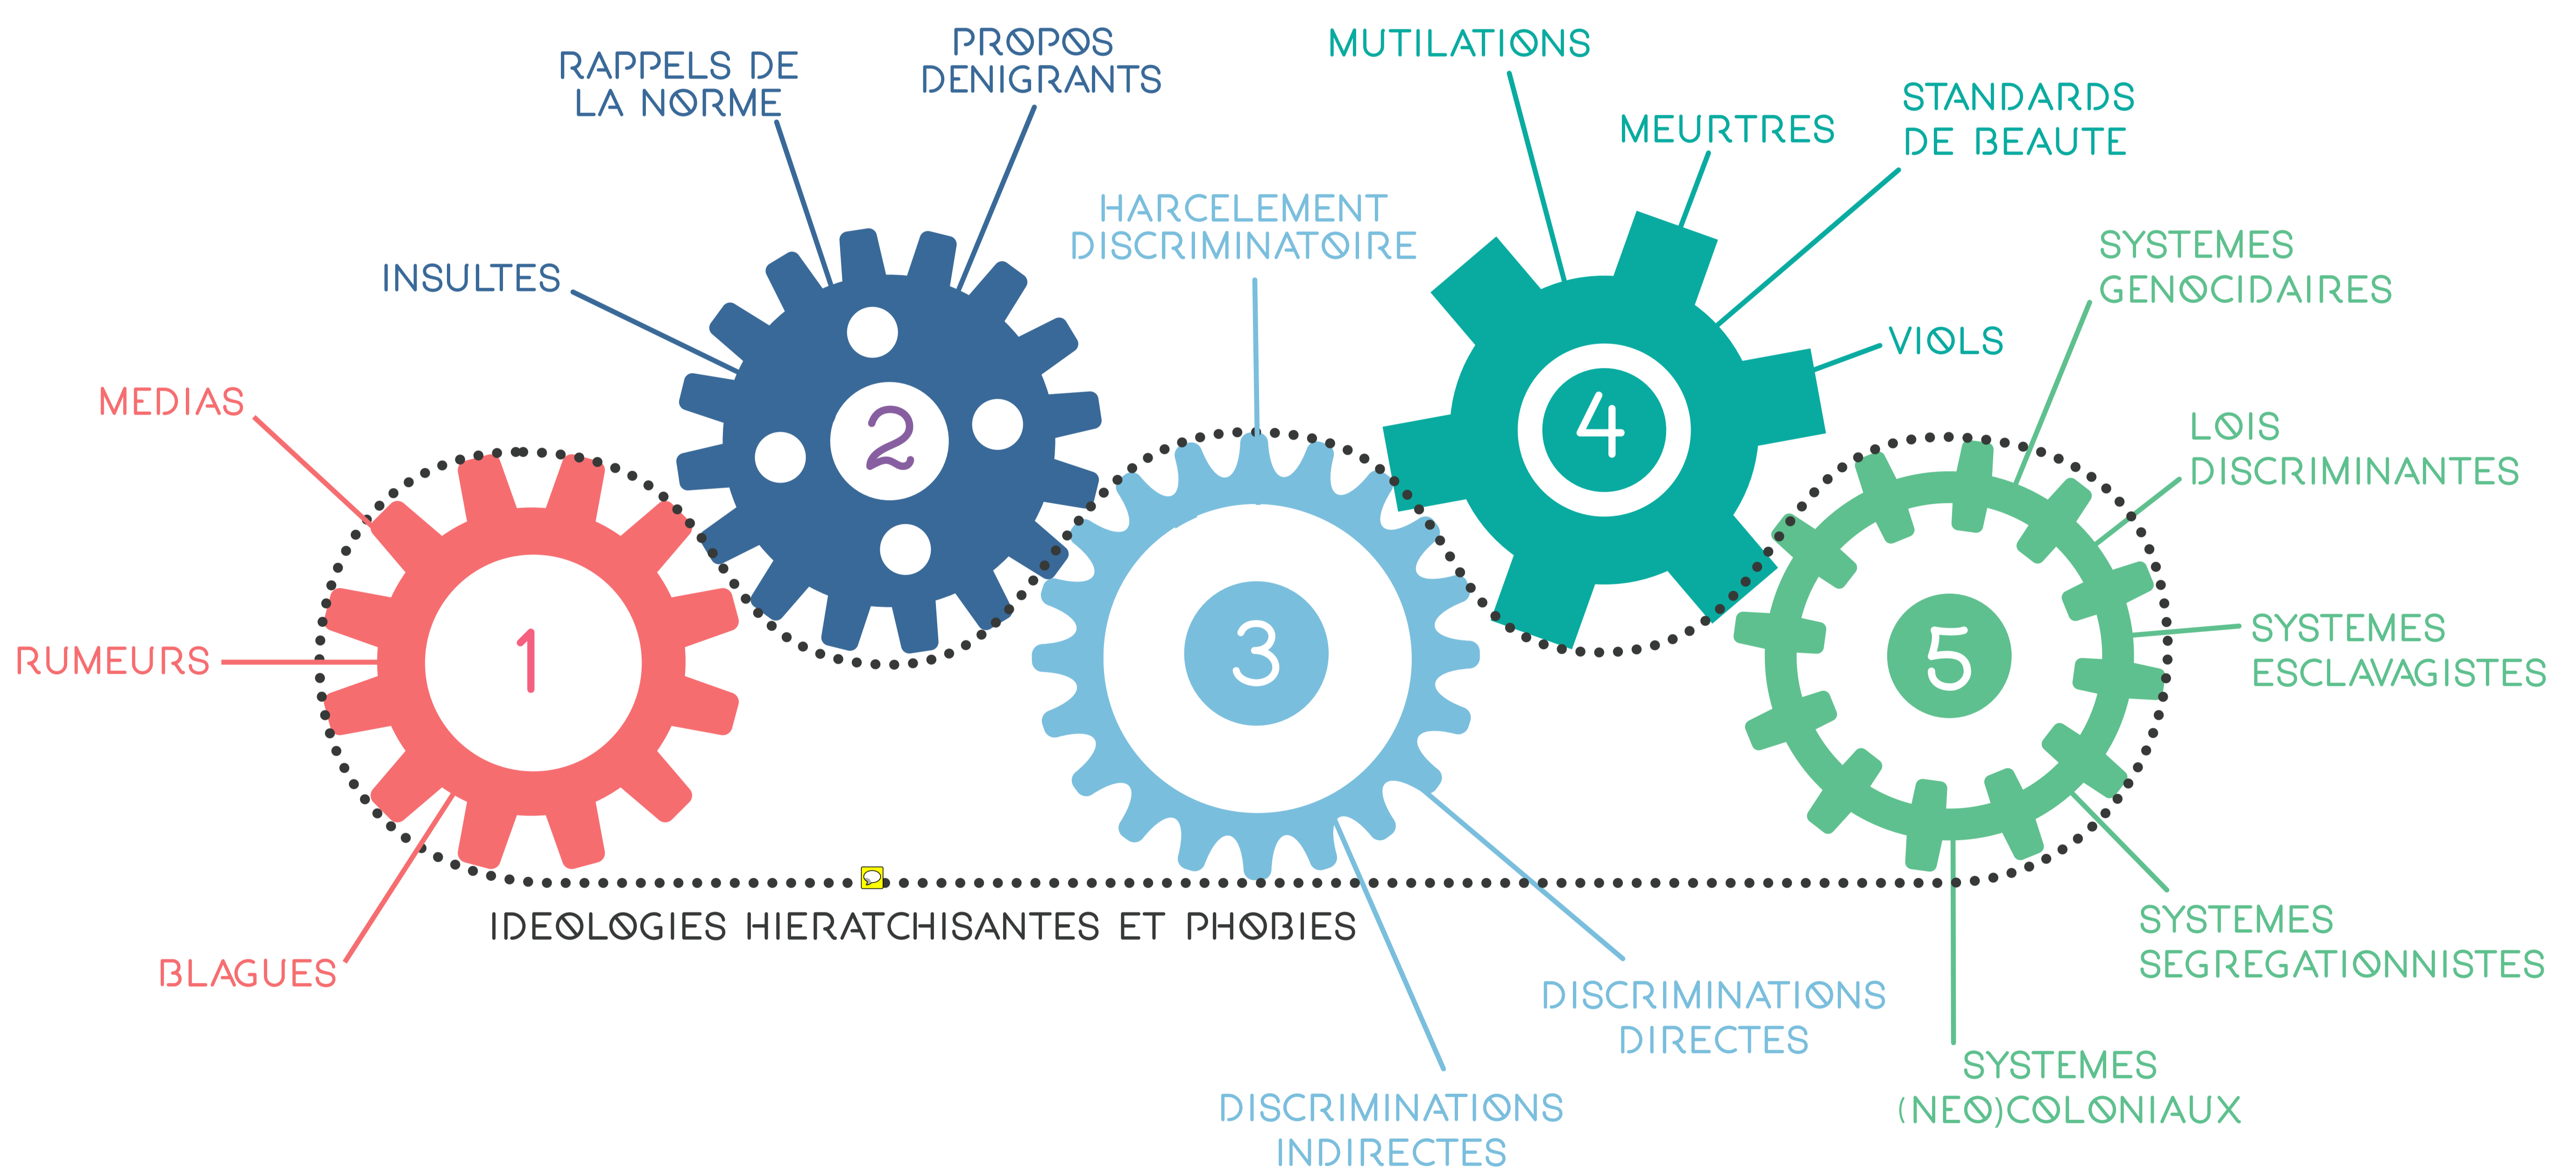 MEDIAS
RUMEURS
BLAGUES
1
INSULTES
RAPPELS DE
LA NORME
PROPOS
DENIGRANTS
2
HARCELEMENT
DISCRIMINATOIRE
3
DISCRIMINATIONS
DIRECTES
DISCRIMINATIONS
INDIRECTES
MUTILATIONS
MEURTRES
STANDARDS
DE BEAUTE
VIOLS
4
SYSTEMES
GENOCIDAIRES
LOIS
DISCRIMINANTES
SYSTEMES
ESCLAVAGISTES
SYSTEMES
SEGREGATIONNISTES
SYSTEMES
(NEO)COLONIAUX
5
IDEOLOGIES HIERATCHISANTES ET PHOBIES